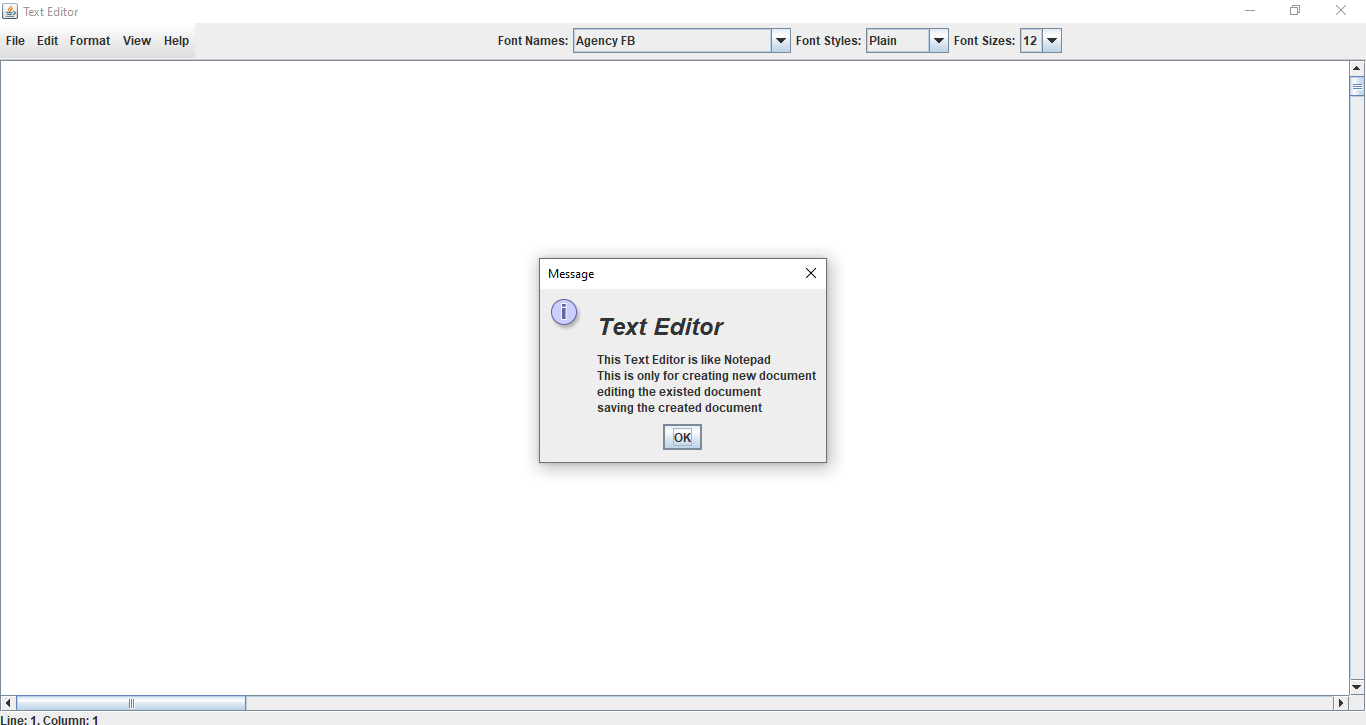 Text Editor
File Edit Format View Help Font Names: Agency FB Font Styles: Plain Font Sizes: 12
Message
i
Text Editor
This Text Editor is like Notepad
This is only for creating new document
editing the existed document
saving the created document
OK
Line: 1, Column: 1